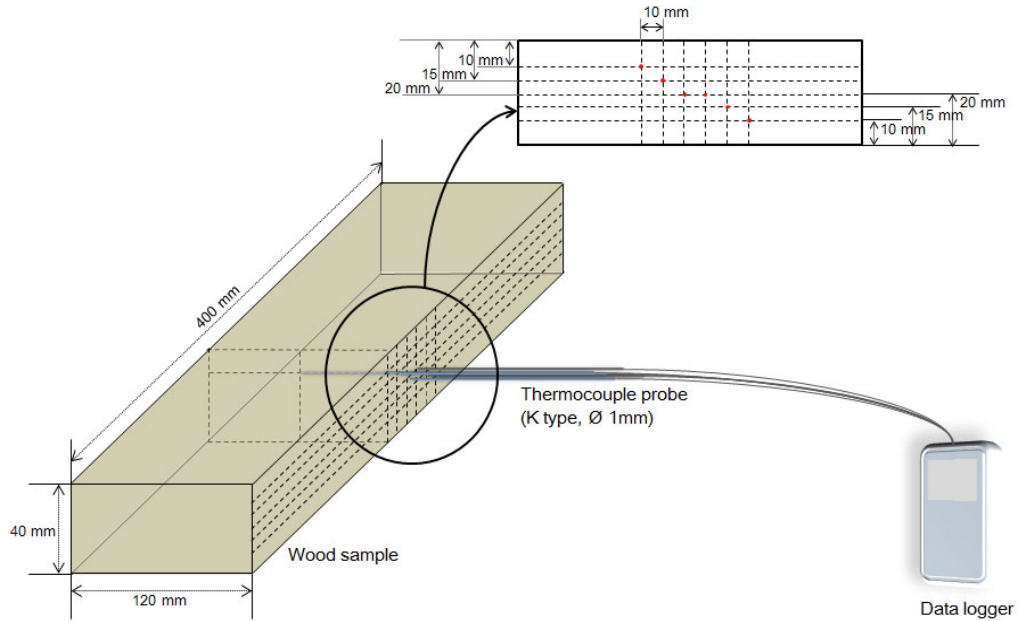 10 mm
10 mm
15 mm
20 mm
20 mm
15 mm
10 mm
400 mm
Thermocouple probe
(K type, Ø 1mm)
40 mm
Wood sample
120 mm
Data logger